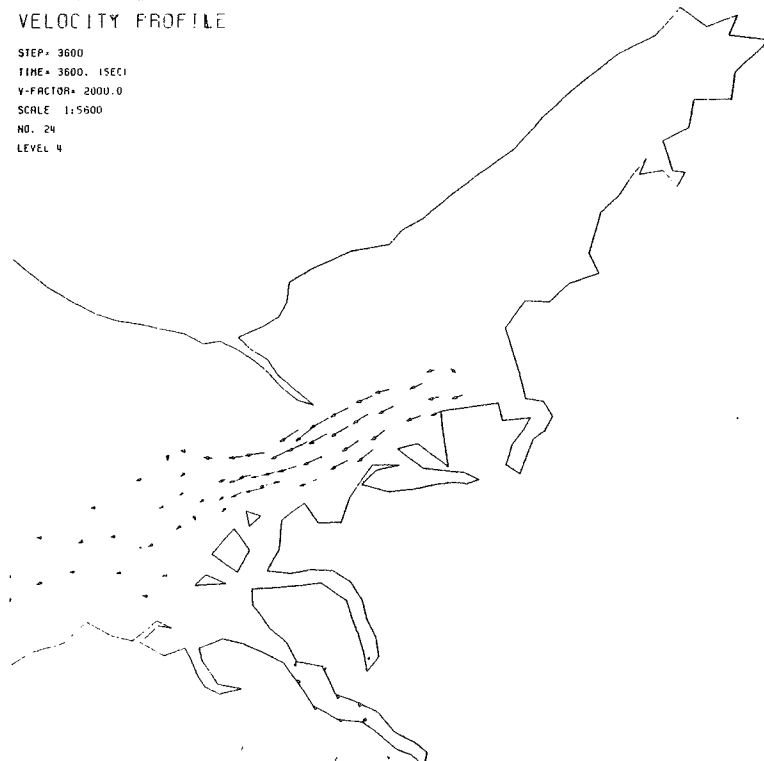 VELOCITY PROFILE
STEP= 3600
TIME= 3600. (SEC)
V-FACTOR= 2000.0
SCALE 1:5600
NO. 24
LEVEL 4